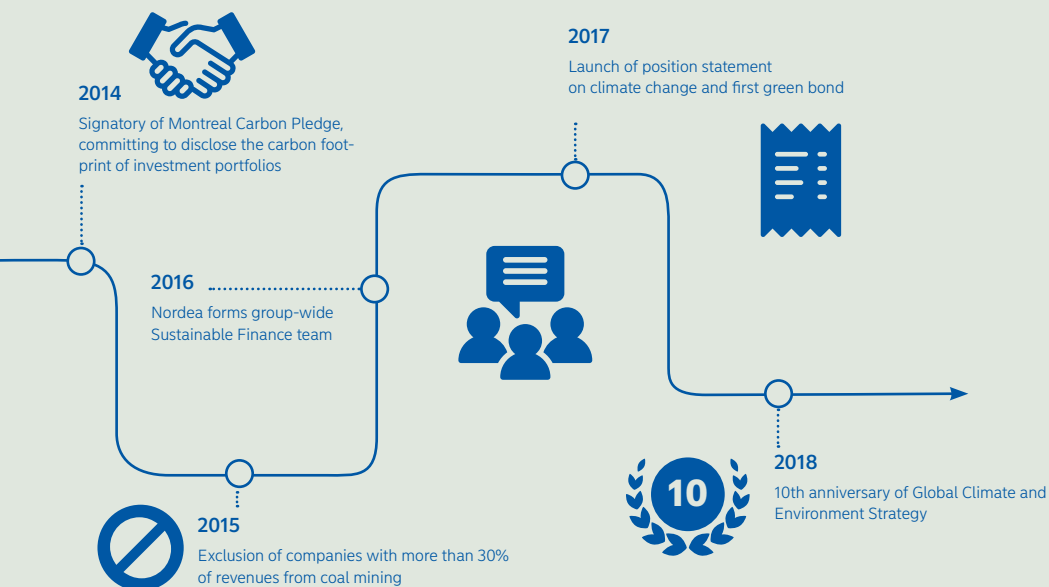 2014
Signatory of Montreal Carbon Pledge,
committing to disclose the carbon foot-
print of investment portfolios
2015
Exclusion of companies with more than 30%
of revenues from coal mining
2016
Nordea forms group-wide
Sustainable Finance team
2017
Launch of position statement
on climate change and first green bond
10
2018
10th anniversary of Global Climate and
Environment Strategy